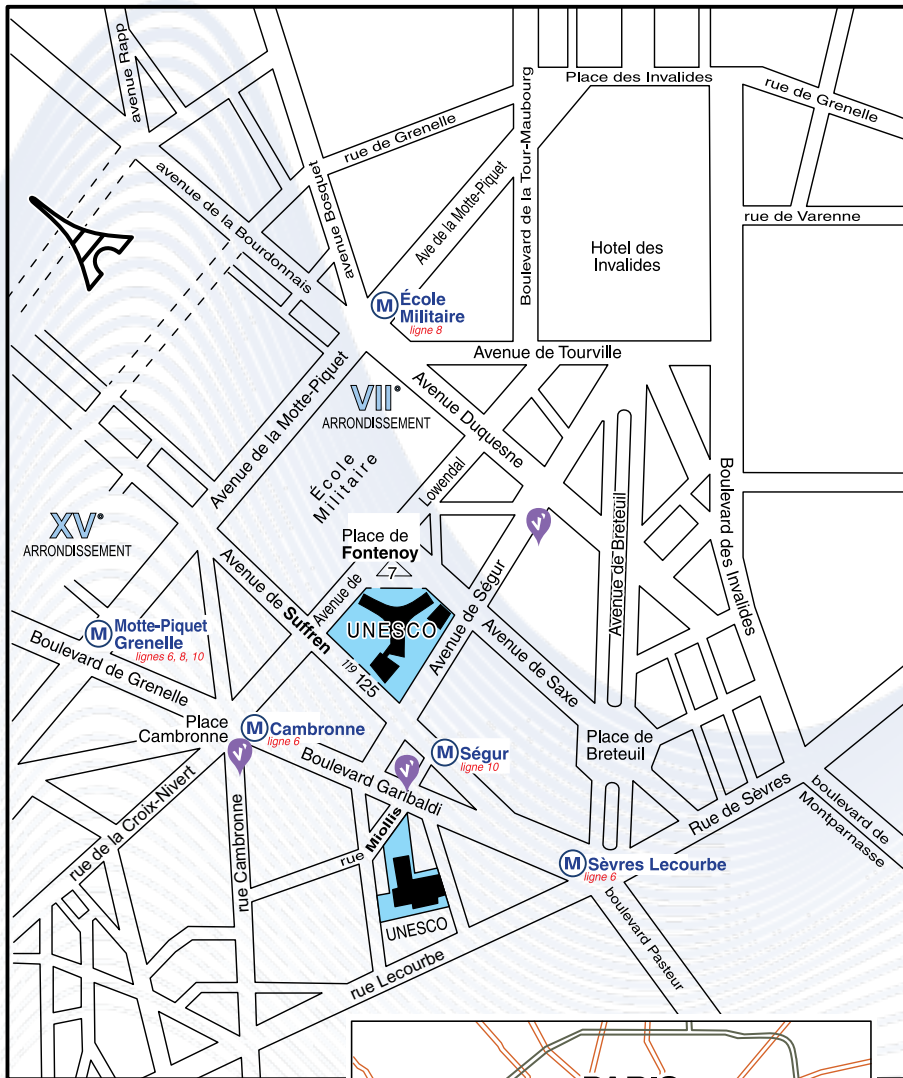 avenue Rapp
Place des Invalides
rue de Grenelle
rue de Grenelle
Boulevard de la Tour-Maubourg
avenue Bosquet
Ave de la Motte-Piquet
avenue de la Bourdonnais
rue de Varenne
Hotel des
Invalides
M École
Militaire
ligne 8
Avenue de Tourville
Avenue de la Motte-Piquet
VIIe
ARRONDISSEMENT
Avenue Duquesne
École
Militaire
Lowendal
Avenue de
Boulevard des Invalides
XVe
ARRONDISSEMENT
Place de
Fontenoy
7
Avenue de Breteuil
Avenue de Ségur
Avenue de Suffren
UNESCO
119 125
Avenue de Saxe
M Motte-Piquet
Grenelle
lignes 6, 8, 10
Boulevard de Grenelle
Place
Cambronne
M Cambronne
ligne 6
M Ségur
ligne 10
Place de
Breteuil
Boulevard Garibaldi
rue de la Croix-Nivert
rue Cambronne
rue Miollis
Rue de Sèvres
boulevard de
Montparnasse
M Sèvres Lecourbe
ligne 6
UNESCO
boulevard Pasteur
rue Lecourbe
PARIS